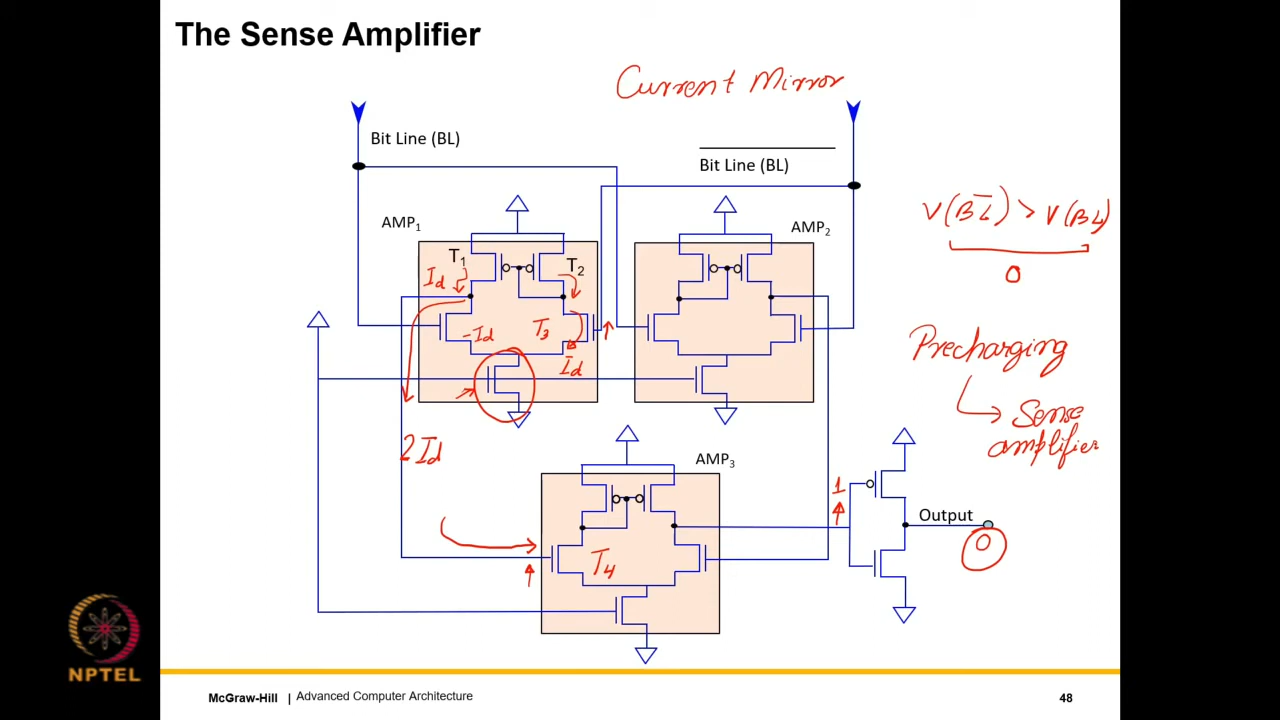 The Sense Amplifier
Current Mirror
Bit Line (BL)
Bit Line (BL)
V(BL̅) > V(BL)
0
AMP1
AMP2
T1
T2
Id
-Id
T3
Id
Precharging
Sense
amplifier
2Id
AMP3
1
Output
0
T4
NPTEL
McGraw-Hill | Advanced Computer Architecture
48